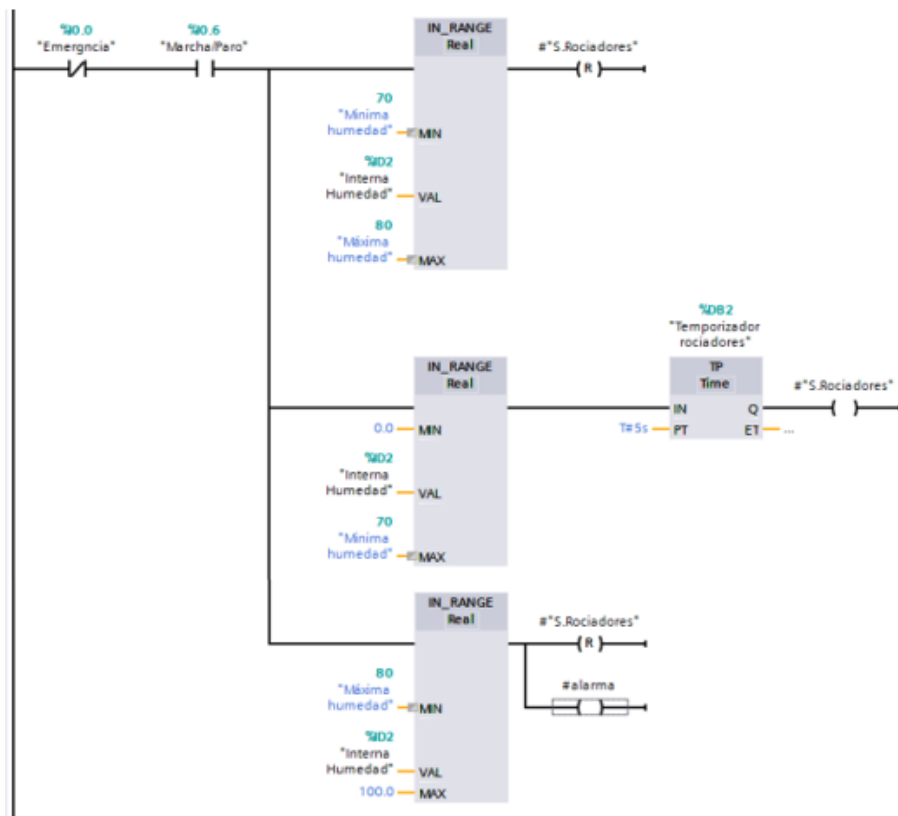 %I0.0
"Emergncia"
%I0.6
"Marcha/Paro"
IN_RANGE
Real
#"S.Rociadores"
R
70
"Minima
humedad"
MIN
%ID2
"Interna
Humedad"
VAL
80
"Máxima
humedad"
MAX
%DB2
"Temporizador
rociadores"
IN_RANGE
Real
TP
Time
#"S.Rociadores"
IN
Q
0.0
MIN
T#5s
PT
ET
...
%ID2
"Interna
Humedad"
VAL
70
"Minima
humedad"
MAX
IN_RANGE
Real
#"S.Rociadores"
R
80
"Máxima
humedad"
MIN
#alarma
%ID2
"Interna
Humedad"
VAL
100.0
MAX